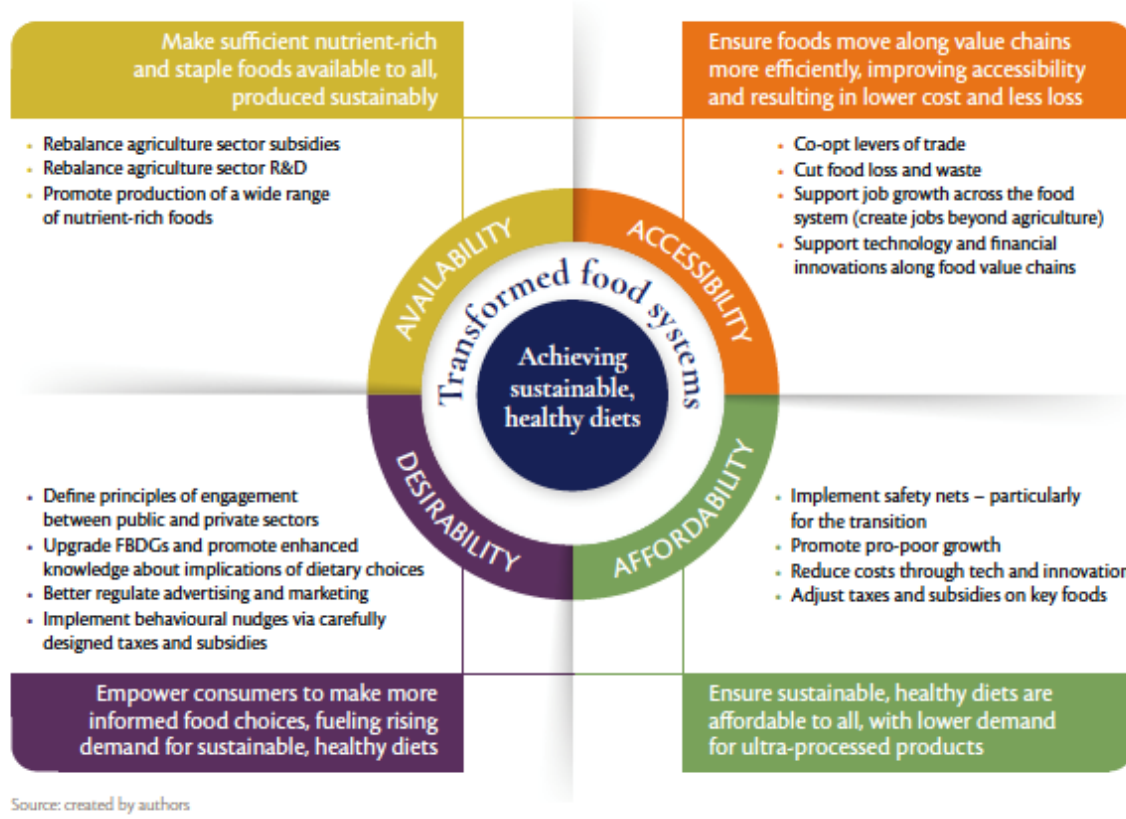 Make sufficient nutrient-rich
and staple foods available to all,
produced sustainably
• Rebalance agriculture sector subsidies
• Rebalance agriculture sector R&D
• Promote production of a wide range
of nutrient-rich foods
Ensure foods move along value chains
more efficiently, improving accessibility
and resulting in lower cost and less loss
• Co-opt levers of trade
• Cut food loss and waste
• Support job growth across the food
system (create jobs beyond agriculture)
• Support technology and financial
innovations along food value chains
AVAILABILITY
ACCESSIBILITY
Transformed food systems
Achieving
sustainable,
healthy diets
DESIRABILITY
AFFORDABILITY
• Define principles of engagement
between public and private sectors
• Upgrade FBDGs and promote enhanced
knowledge about implications of dietary choices
• Better regulate advertising and marketing
• Implement behavioural nudges via carefully
designed taxes and subsidies
Empower consumers to make more
informed food choices, fueling rising
demand for sustainable, healthy diets
• Implement safety nets – particularly
for the transition
• Promote pro-poor growth
• Reduce costs through tech and innovation
• Adjust taxes and subsidies on key foods
Ensure sustainable, healthy diets are
affordable to all, with lower demand
for ultra-processed products
Source: created by authors